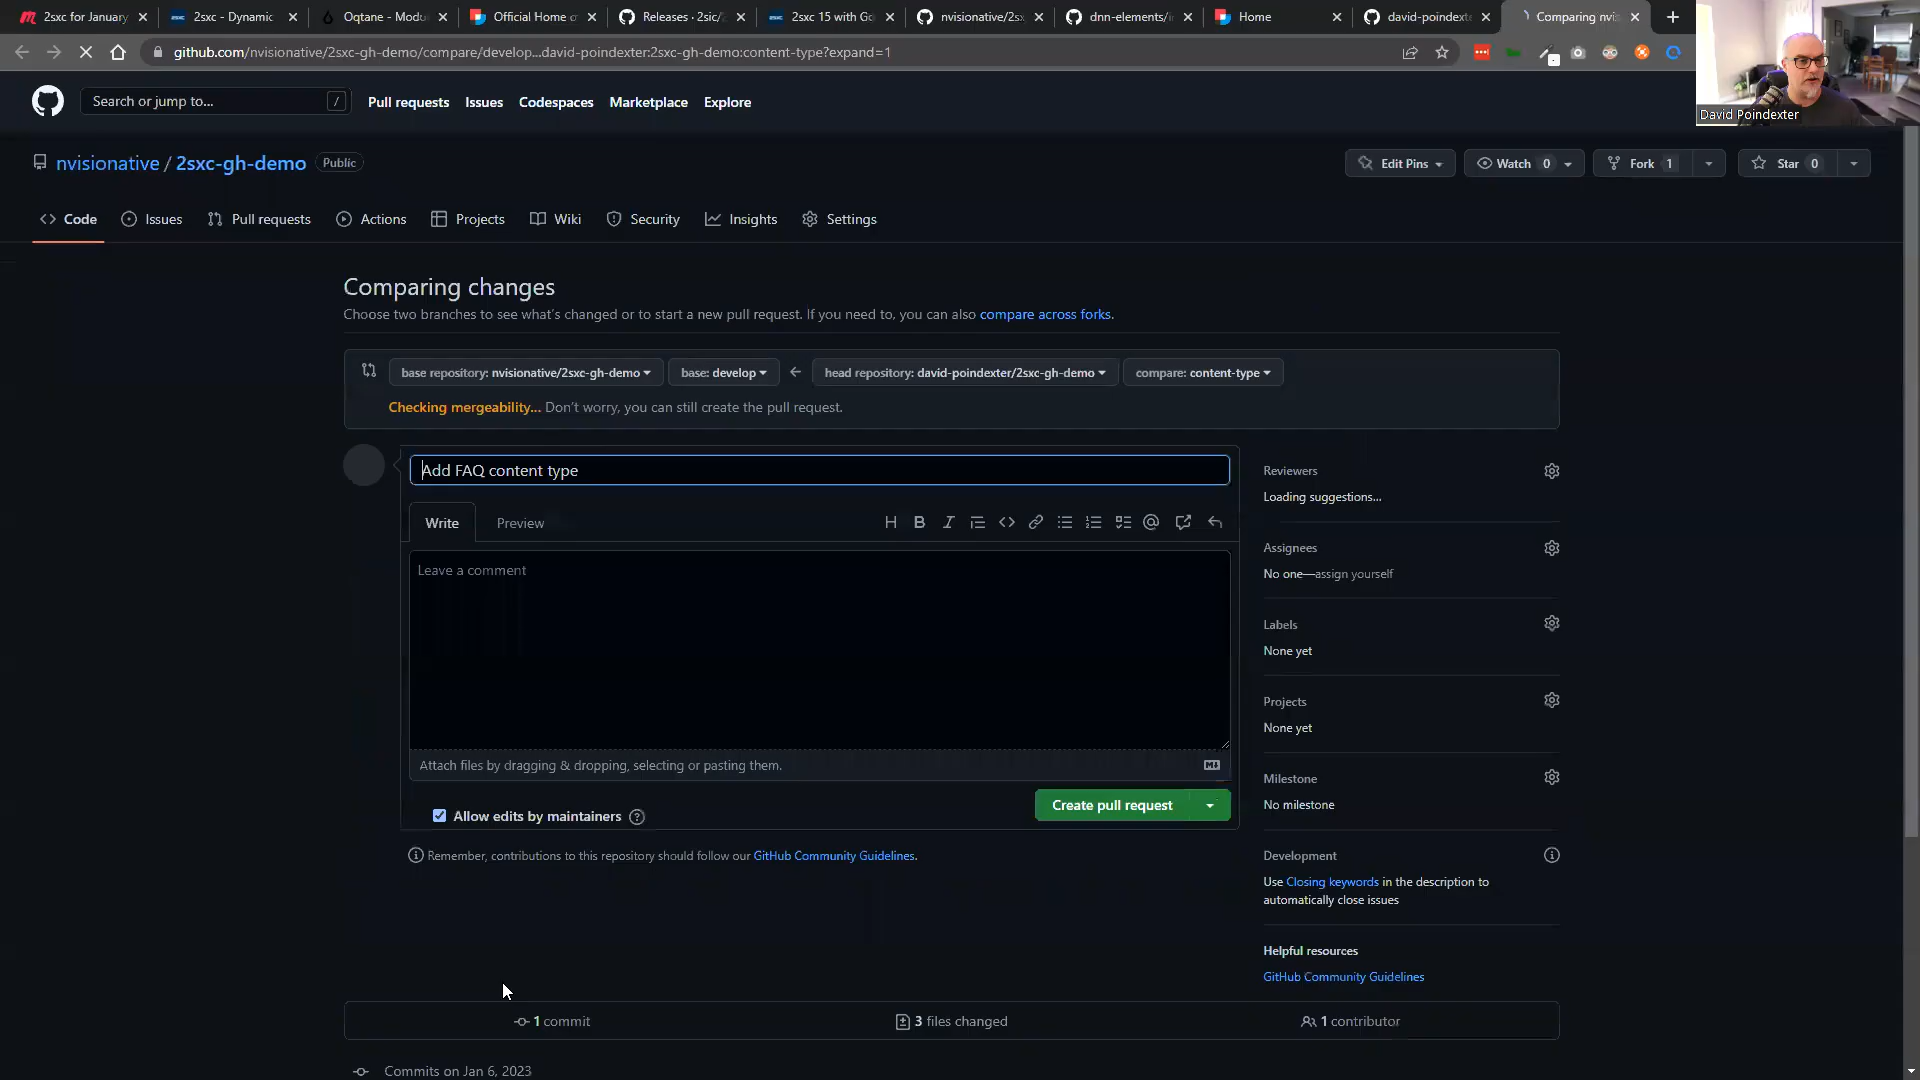 2sxc for January
2sxc - Dynamic
Oqtane - Modu
Official Home o
Releases · 2sic/
2sxc 15 with Go
nvisionative/2sx
dnn-elements/
Home
david-poindexte
Comparing nvis
github.com/nvisionative/2sxc-gh-demo/compare/develop...david-poindexter:2sxc-gh-demo:content-type?expand=1
David Poindexter
Search or jump to... /
Pull requests Issues Codespaces Marketplace Explore
nvisionative / 2sxc-gh-demo Public
Edit Pins Watch 0 Fork 1 Star 0
Code Issues Pull requests Actions Projects Wiki Security Insights Settings
Comparing changes
Choose two branches to see what's changed or to start a new pull request. If you need to, you can also compare across forks.
base repository: nvisionative/2sxc-gh-demo base: develop head repository: david-poindexter/2sxc-gh-demo compare: content-type
Checking mergeability... Don't worry, you can still create the pull request.
Add FAQ content type
Write Preview
H B I @
Leave a comment
Attach files by dragging & dropping, selecting or pasting them.
Allow edits by maintainers
Create pull request
Remember, contributions to this repository should follow our GitHub Community Guidelines.
Reviewers
Loading suggestions...
Assignees
No one—assign yourself
Labels
None yet
Projects
None yet
Milestone
No milestone
Development
Use Closing keywords in the description to
automatically close issues
Helpful resources
GitHub Community Guidelines
1 commit 3 files changed 1 contributor
Commits on Jan 6, 2023